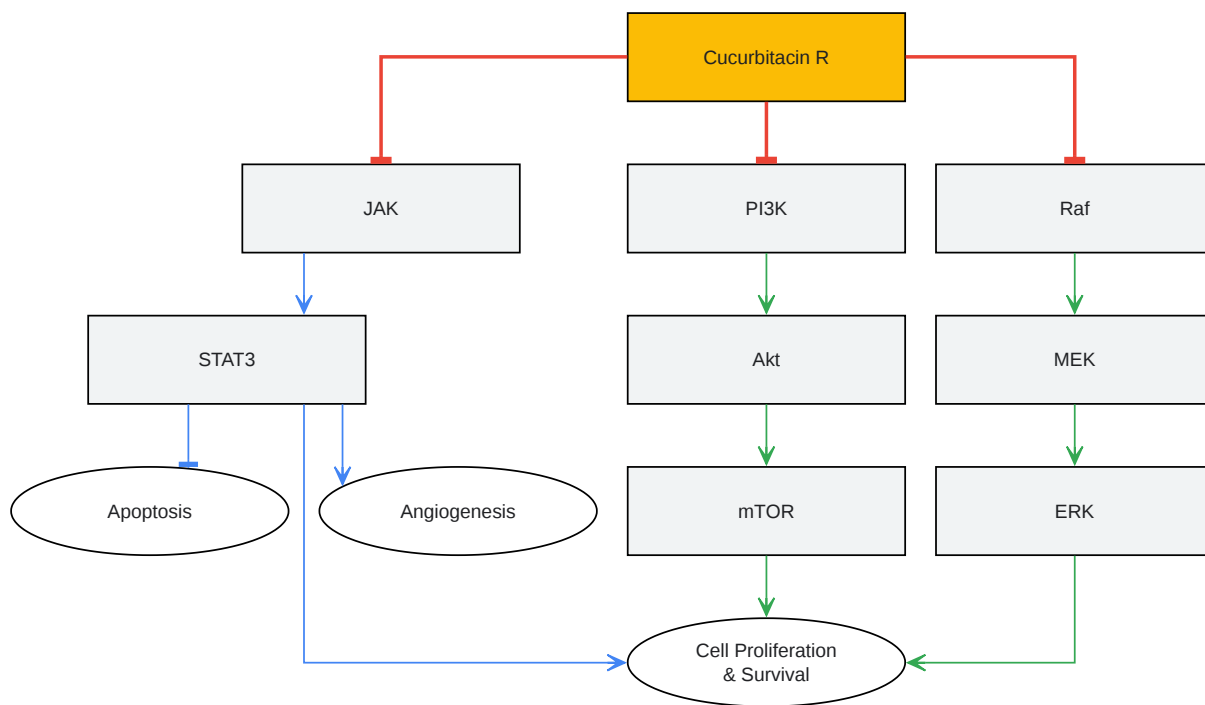 Cucurbitacin R
JAK
PI3K
Raf
STAT3
Akt
MEK
Apoptosis
Angiogenesis
mTOR
ERK
Cell Proliferation
& Survival